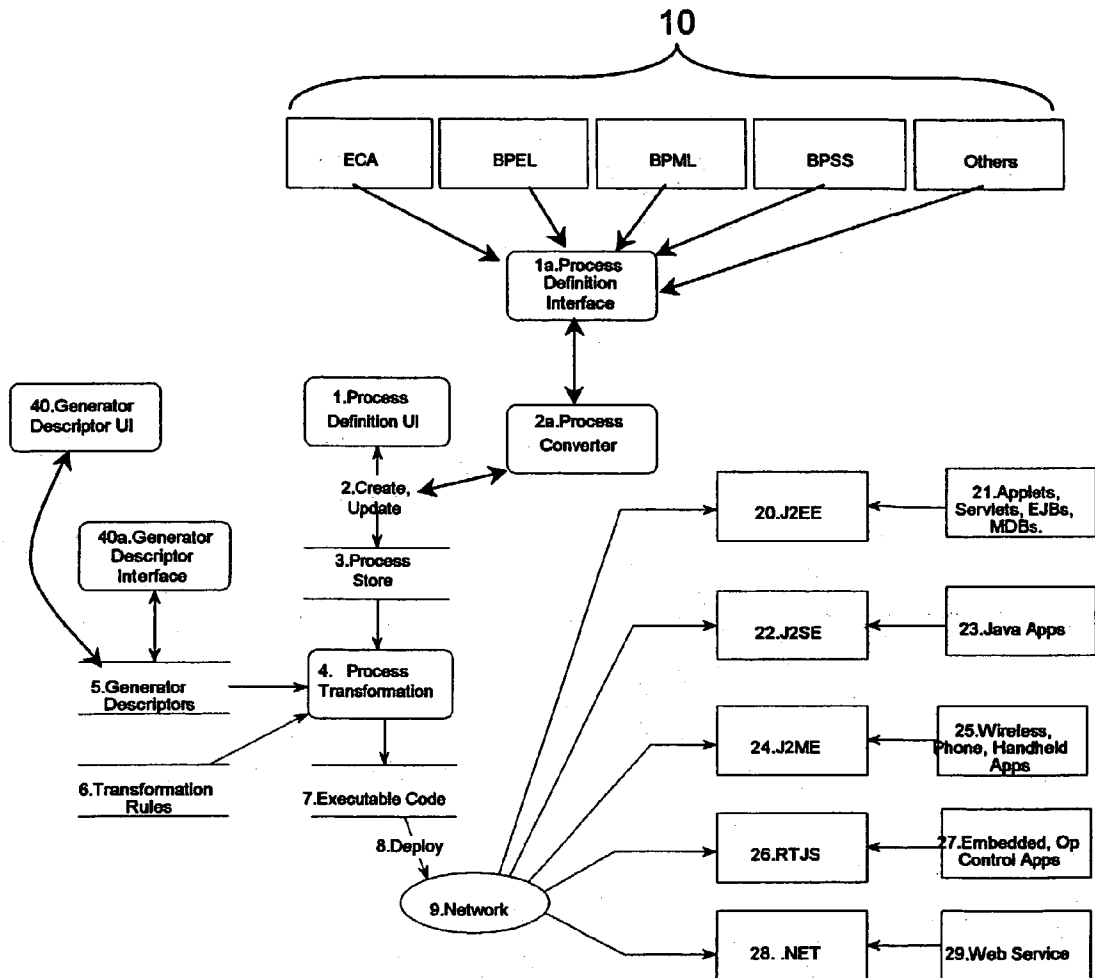 10
ECA
BPEL
BPML
BPSS
Others
1a.Process
Definition
Interface
40.Generator
Descriptor UI
1.Process
Definition UI
2a.Process
Converter
2.Create,
Update
40a.Generator
Descriptor
Interface
3.Process
Store
5.Generator
Descriptors
4. Process
Transformation
6.Transformation
Rules
7.Executable Code
8.Deploy
9.Network
20.J2EE
21.Applets,
Servlets, EJBs,
MDBs.
22.J2SE
23.Java Apps
24.J2ME
25.Wireless,
Phone, Handheld
Apps
26.RTJS
27.Embedded, Op
Control Apps
28. .NET
29.Web Service